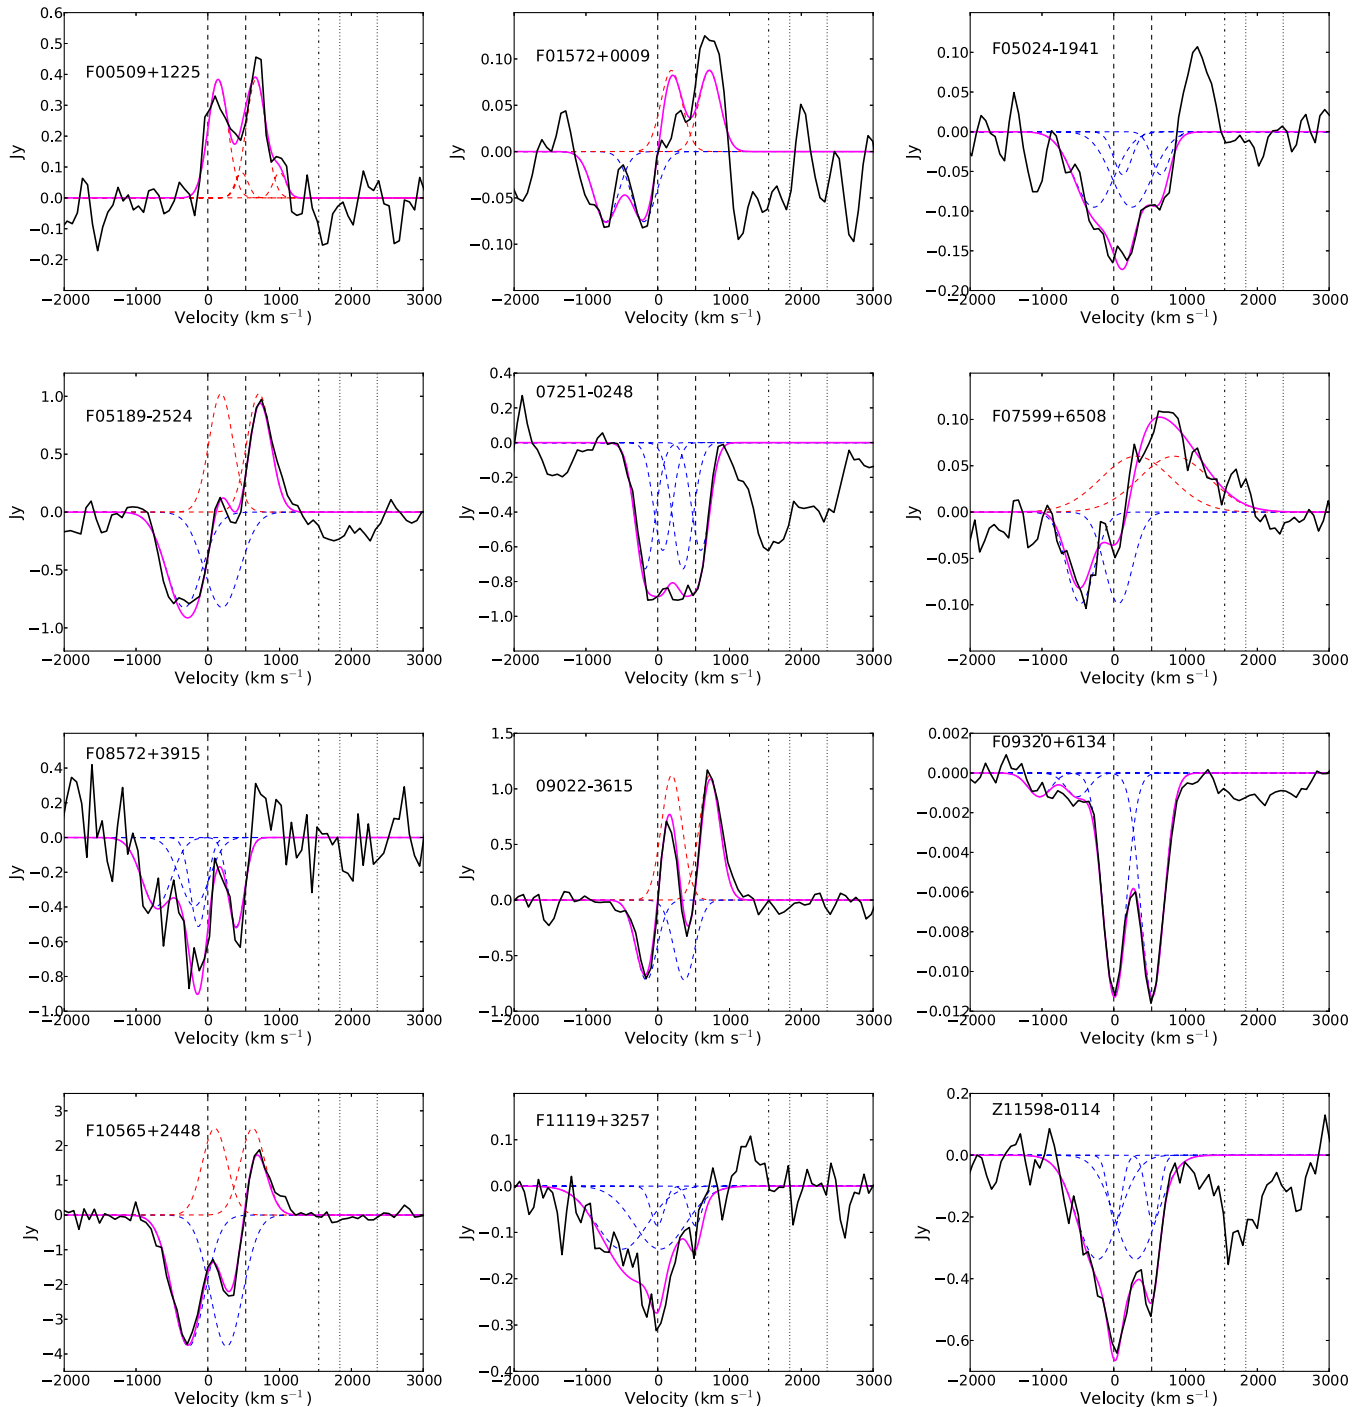 0.6
0.5
0.4
0.3
0.2
0.1
0.0
−0.1
−0.2
Jy
F00509+1225
−2000 −1000 0 1000 2000 3000
Velocity (km s−1)
0.10
0.05
0.00
−0.05
−0.10
Jy
F01572+0009
−2000 −1000 0 1000 2000 3000
Velocity (km s−1)
0.10
0.05
0.00
−0.05
−0.10
−0.15
−0.20
Jy
F05024-1941
−2000 −1000 0 1000 2000 3000
Velocity (km s−1)
1.0
0.5
0.0
−0.5
−1.0
Jy
F05189-2524
−2000 −1000 0 1000 2000 3000
Velocity (km s−1)
0.4
0.2
0.0
−0.2
−0.4
−0.6
−0.8
−1.0
Jy
07251-0248
−2000 −1000 0 1000 2000 3000
Velocity (km s−1)
0.10
0.05
0.00
−0.05
−0.10
Jy
F07599+6508
−2000 −1000 0 1000 2000 3000
Velocity (km s−1)
0.4
0.2
0.0
−0.2
−0.4
−0.6
−0.8
−1.0
Jy
F08572+3915
−2000 −1000 0 1000 2000 3000
Velocity (km s−1)
1.5
1.0
0.5
0.0
−0.5
−1.0
Jy
09022-3615
−2000 −1000 0 1000 2000 3000
Velocity (km s−1)
0.002
0.000
−0.002
−0.004
−0.006
−0.008
−0.010
−0.012
Jy
F09320+6134
−2000 −1000 0 1000 2000 3000
Velocity (km s−1)
3
2
1
0
−1
−2
−3
−4
Jy
F10565+2448
−2000 −1000 0 1000 2000 3000
Velocity (km s−1)
0.2
0.1
0.0
−0.1
−0.2
−0.3
−0.4
Jy
F11119+3257
−2000 −1000 0 1000 2000 3000
Velocity (km s−1)
0.2
0.0
−0.2
−0.4
−0.6
Jy
Z11598-0114
−2000 −1000 0 1000 2000 3000
Velocity (km s−1)